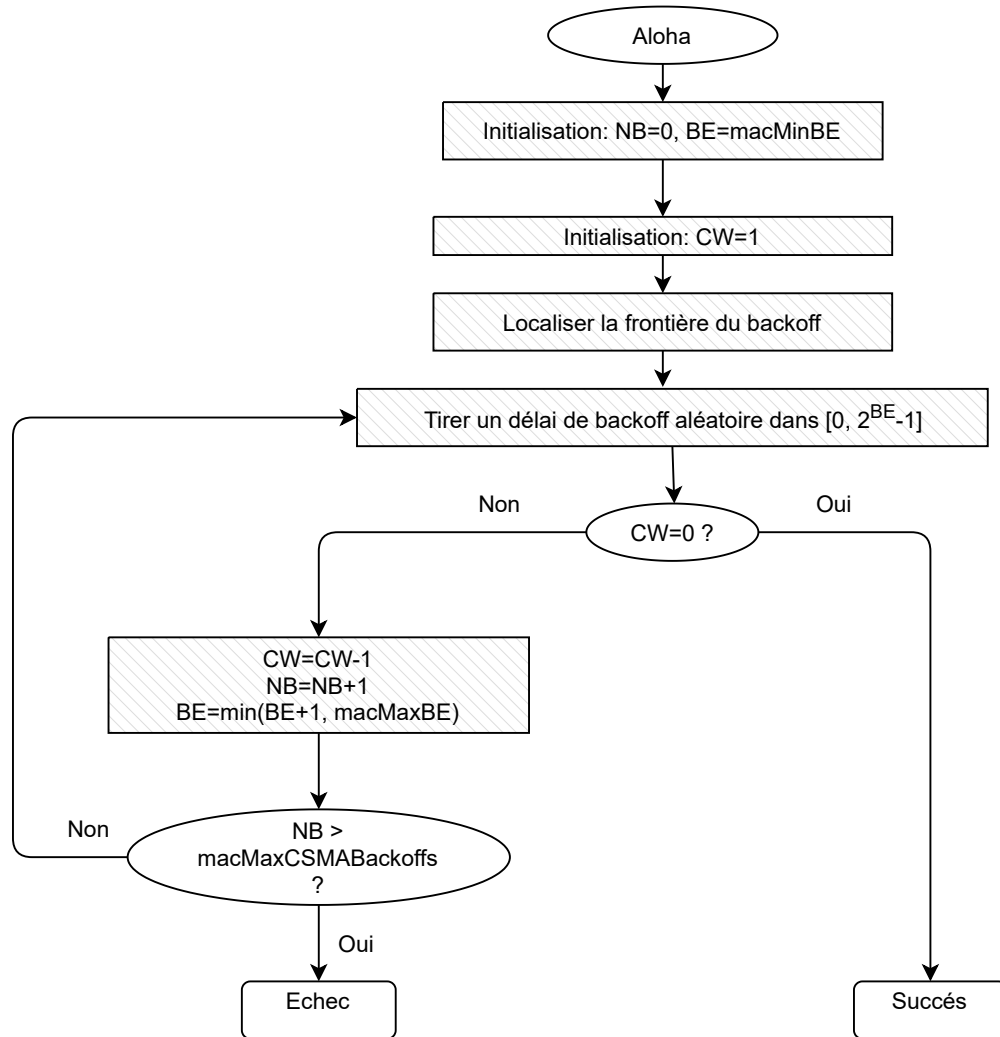 Aloha
Initialisation: NB=0, BE=macMinBE
Initialisation: CW=1
Localiser la frontière du backoff
Tirer un délai de backoff aléatoire dans [0, 2^BE-1]
Non
Oui
CW=0 ?
CW=CW-1
NB=NB+1
BE=min(BE+1, macMaxBE)
Non
NB >
macMaxCSMABackoffs
?
Oui
Echec
Succés